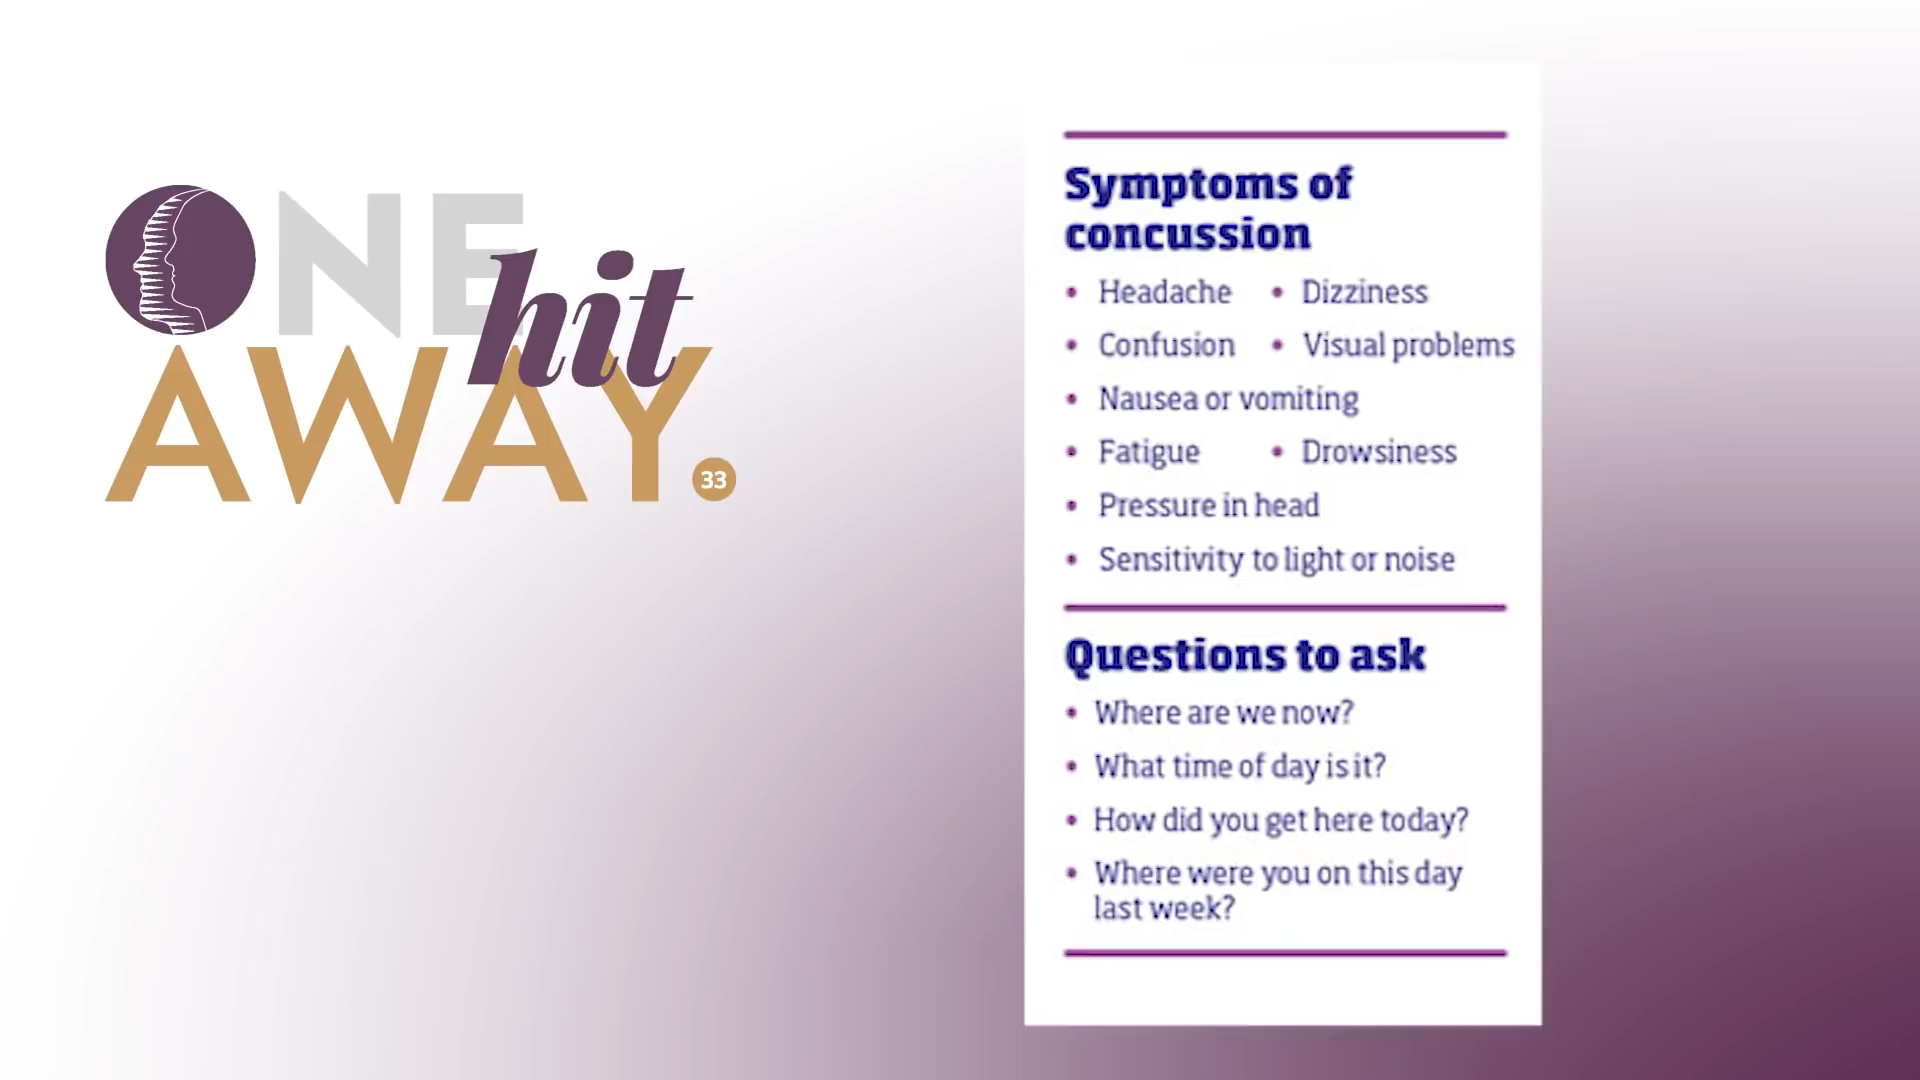 ONE
hit
AWAY.
33
Symptoms of
concussion
• Headache • Dizziness
• Confusion • Visual problems
• Nausea or vomiting
• Fatigue • Drowsiness
• Pressure in head
• Sensitivity to light or noise
Questions to ask
• Where are we now?
• What time of day is it?
• How did you get here today?
• Where were you on this day
last week?